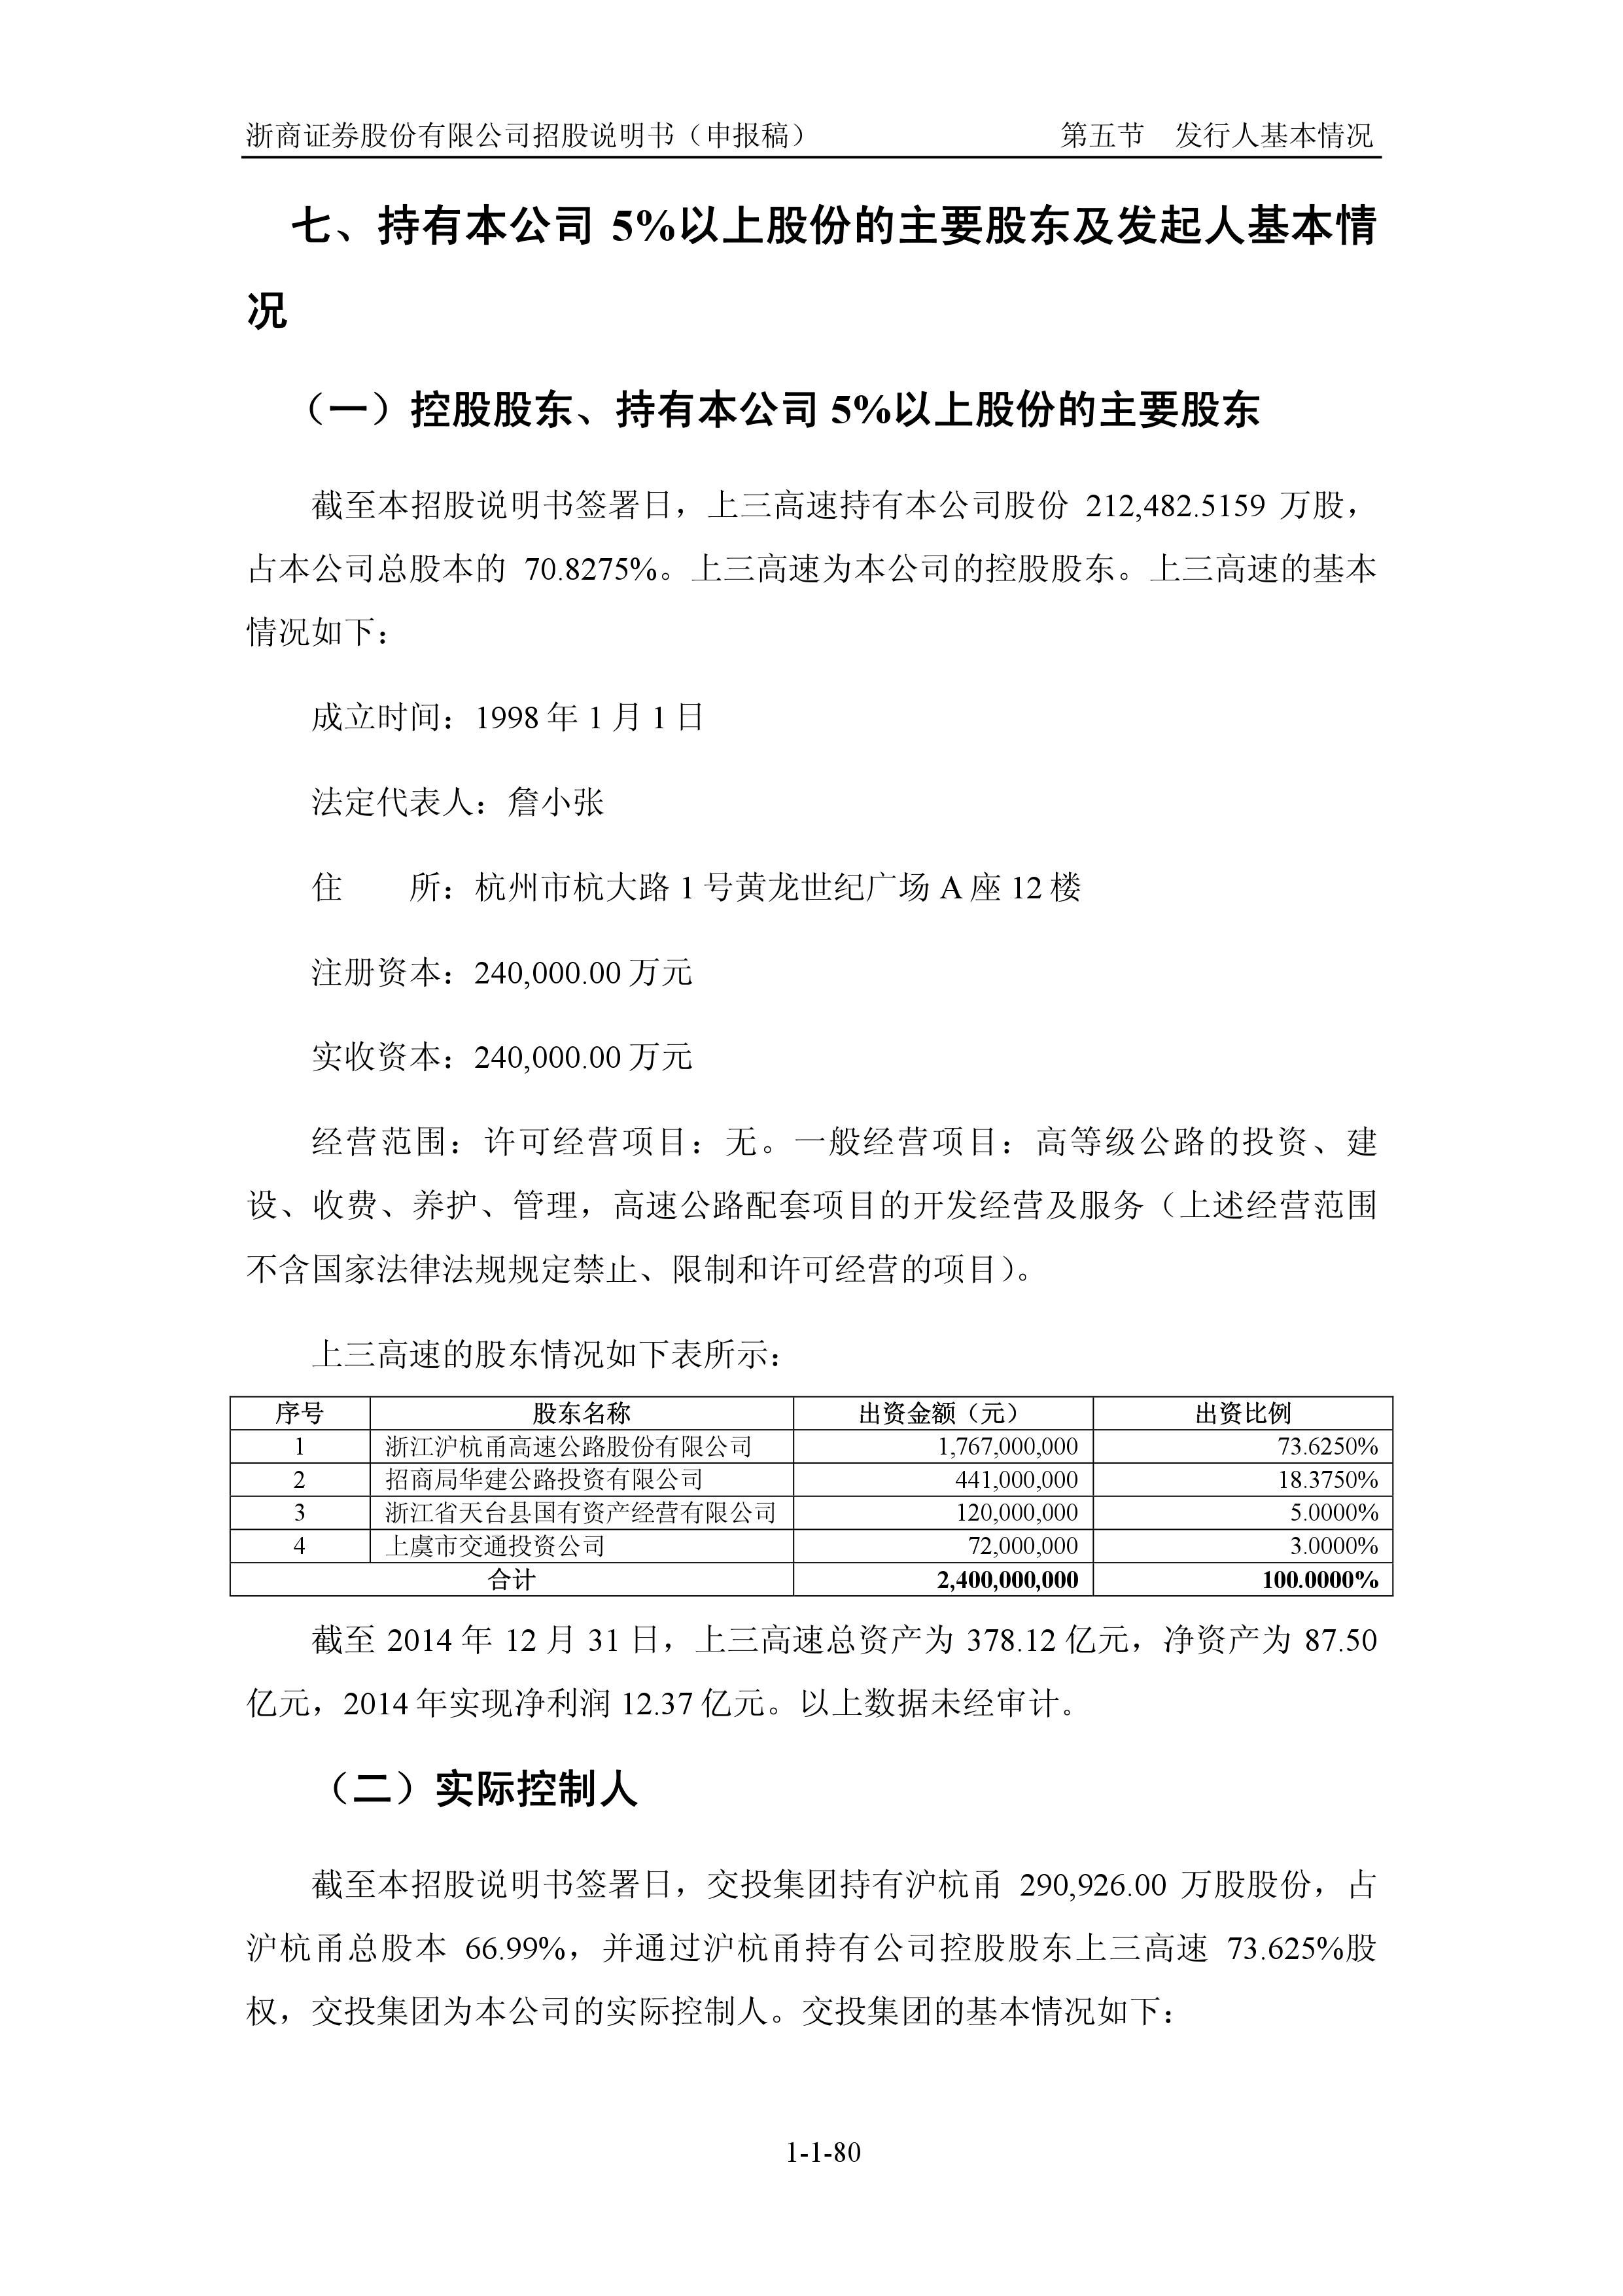 浙商证券股份有限公司招股说明书（申报稿） 第五节 发行人基本情况
七、持有本公司 5%以上股份的主要股东及发起人基本情
况
（一）控股股东、持有本公司 5%以上股份的主要股东
截至本招股说明书签署日，上三高速持有本公司股份 212,482.5159 万股，
占本公司总股本的 70.8275%。上三高速为本公司的控股股东。上三高速的基本
情况如下：
成立时间：1998 年 1 月 1 日
法定代表人：詹小张
住 所：杭州市杭大路 1 号黄龙世纪广场 A 座 12 楼
注册资本：240,000.00 万元
实收资本：240,000.00 万元
经营范围：许可经营项目：无。一般经营项目：高等级公路的投资、建
设、收费、养护、管理，高速公路配套项目的开发经营及服务（上述经营范围
不含国家法律法规规定禁止、限制和许可经营的项目）。
上三高速的股东情况如下表所示：
序号 股东名称 出资金额（元） 出资比例
1 浙江沪杭甬高速公路股份有限公司 1,767,000,000 73.6250%
2 招商局华建公路投资有限公司 441,000,000 18.3750%
3 浙江省天台县国有资产经营有限公司 120,000,000 5.0000%
4 上虞市交通投资公司 72,000,000 3.0000%
合计 2,400,000,000 100.0000%
截至 2014 年 12 月 31 日，上三高速总资产为 378.12 亿元，净资产为 87.50
亿元，2014 年实现净利润 12.37 亿元。以上数据未经审计。
（二）实际控制人
截至本招股说明书签署日，交投集团持有沪杭甬 290,926.00 万股股份，占
沪杭甬总股本 66.99%，并通过沪杭甬持有公司控股股东上三高速 73.625%股
权，交投集团为本公司的实际控制人。交投集团的基本情况如下：
1-1-80